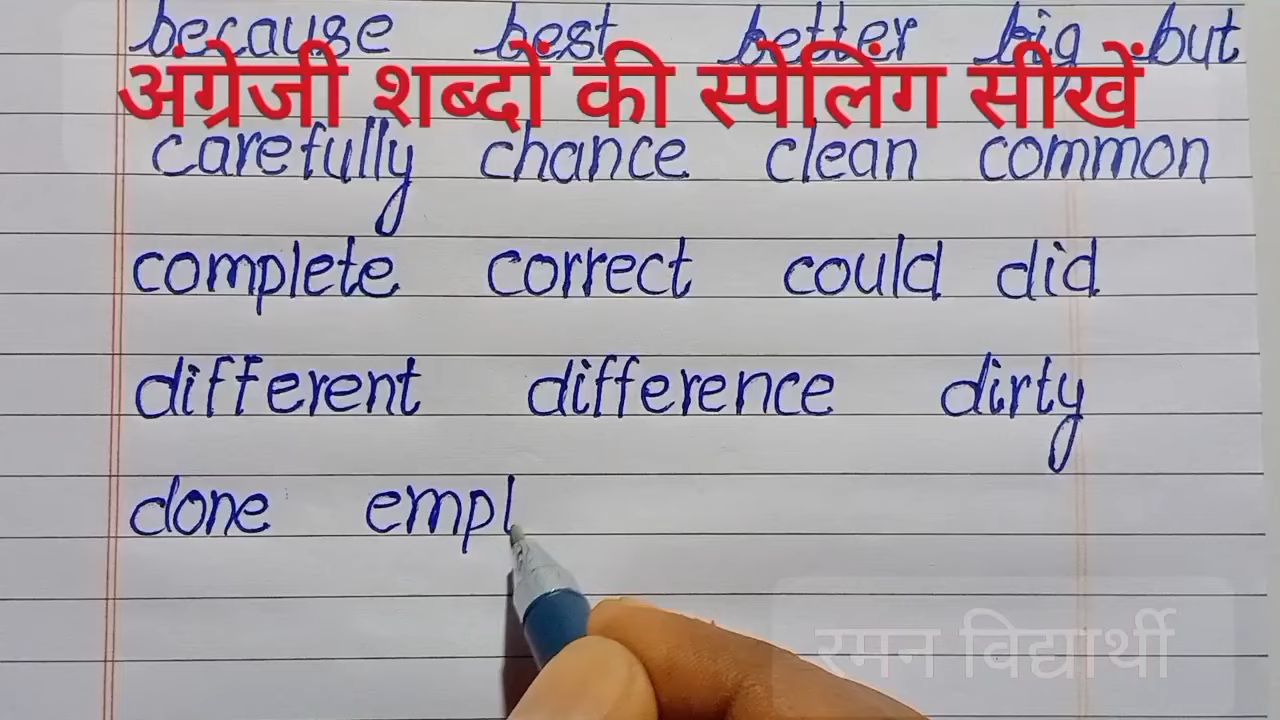 because best better big but
अंग्रेजी शब्दों की स्पेलिंग सीखें
carefully chance clean common
complete correct could did
different difference dirty
done empl
रमन विद्यार्थी